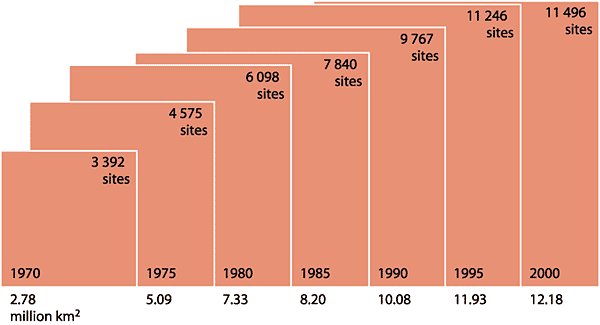 11 496
sites
11 246
sites
9 767
sites
7 840
sites
6 098
sites
4 575
sites
3 392
sites
1970 1975 1980 1985 1990 1995 2000
2.78 5.09 7.33 8.20 10.08 11.93 12.18
million km²